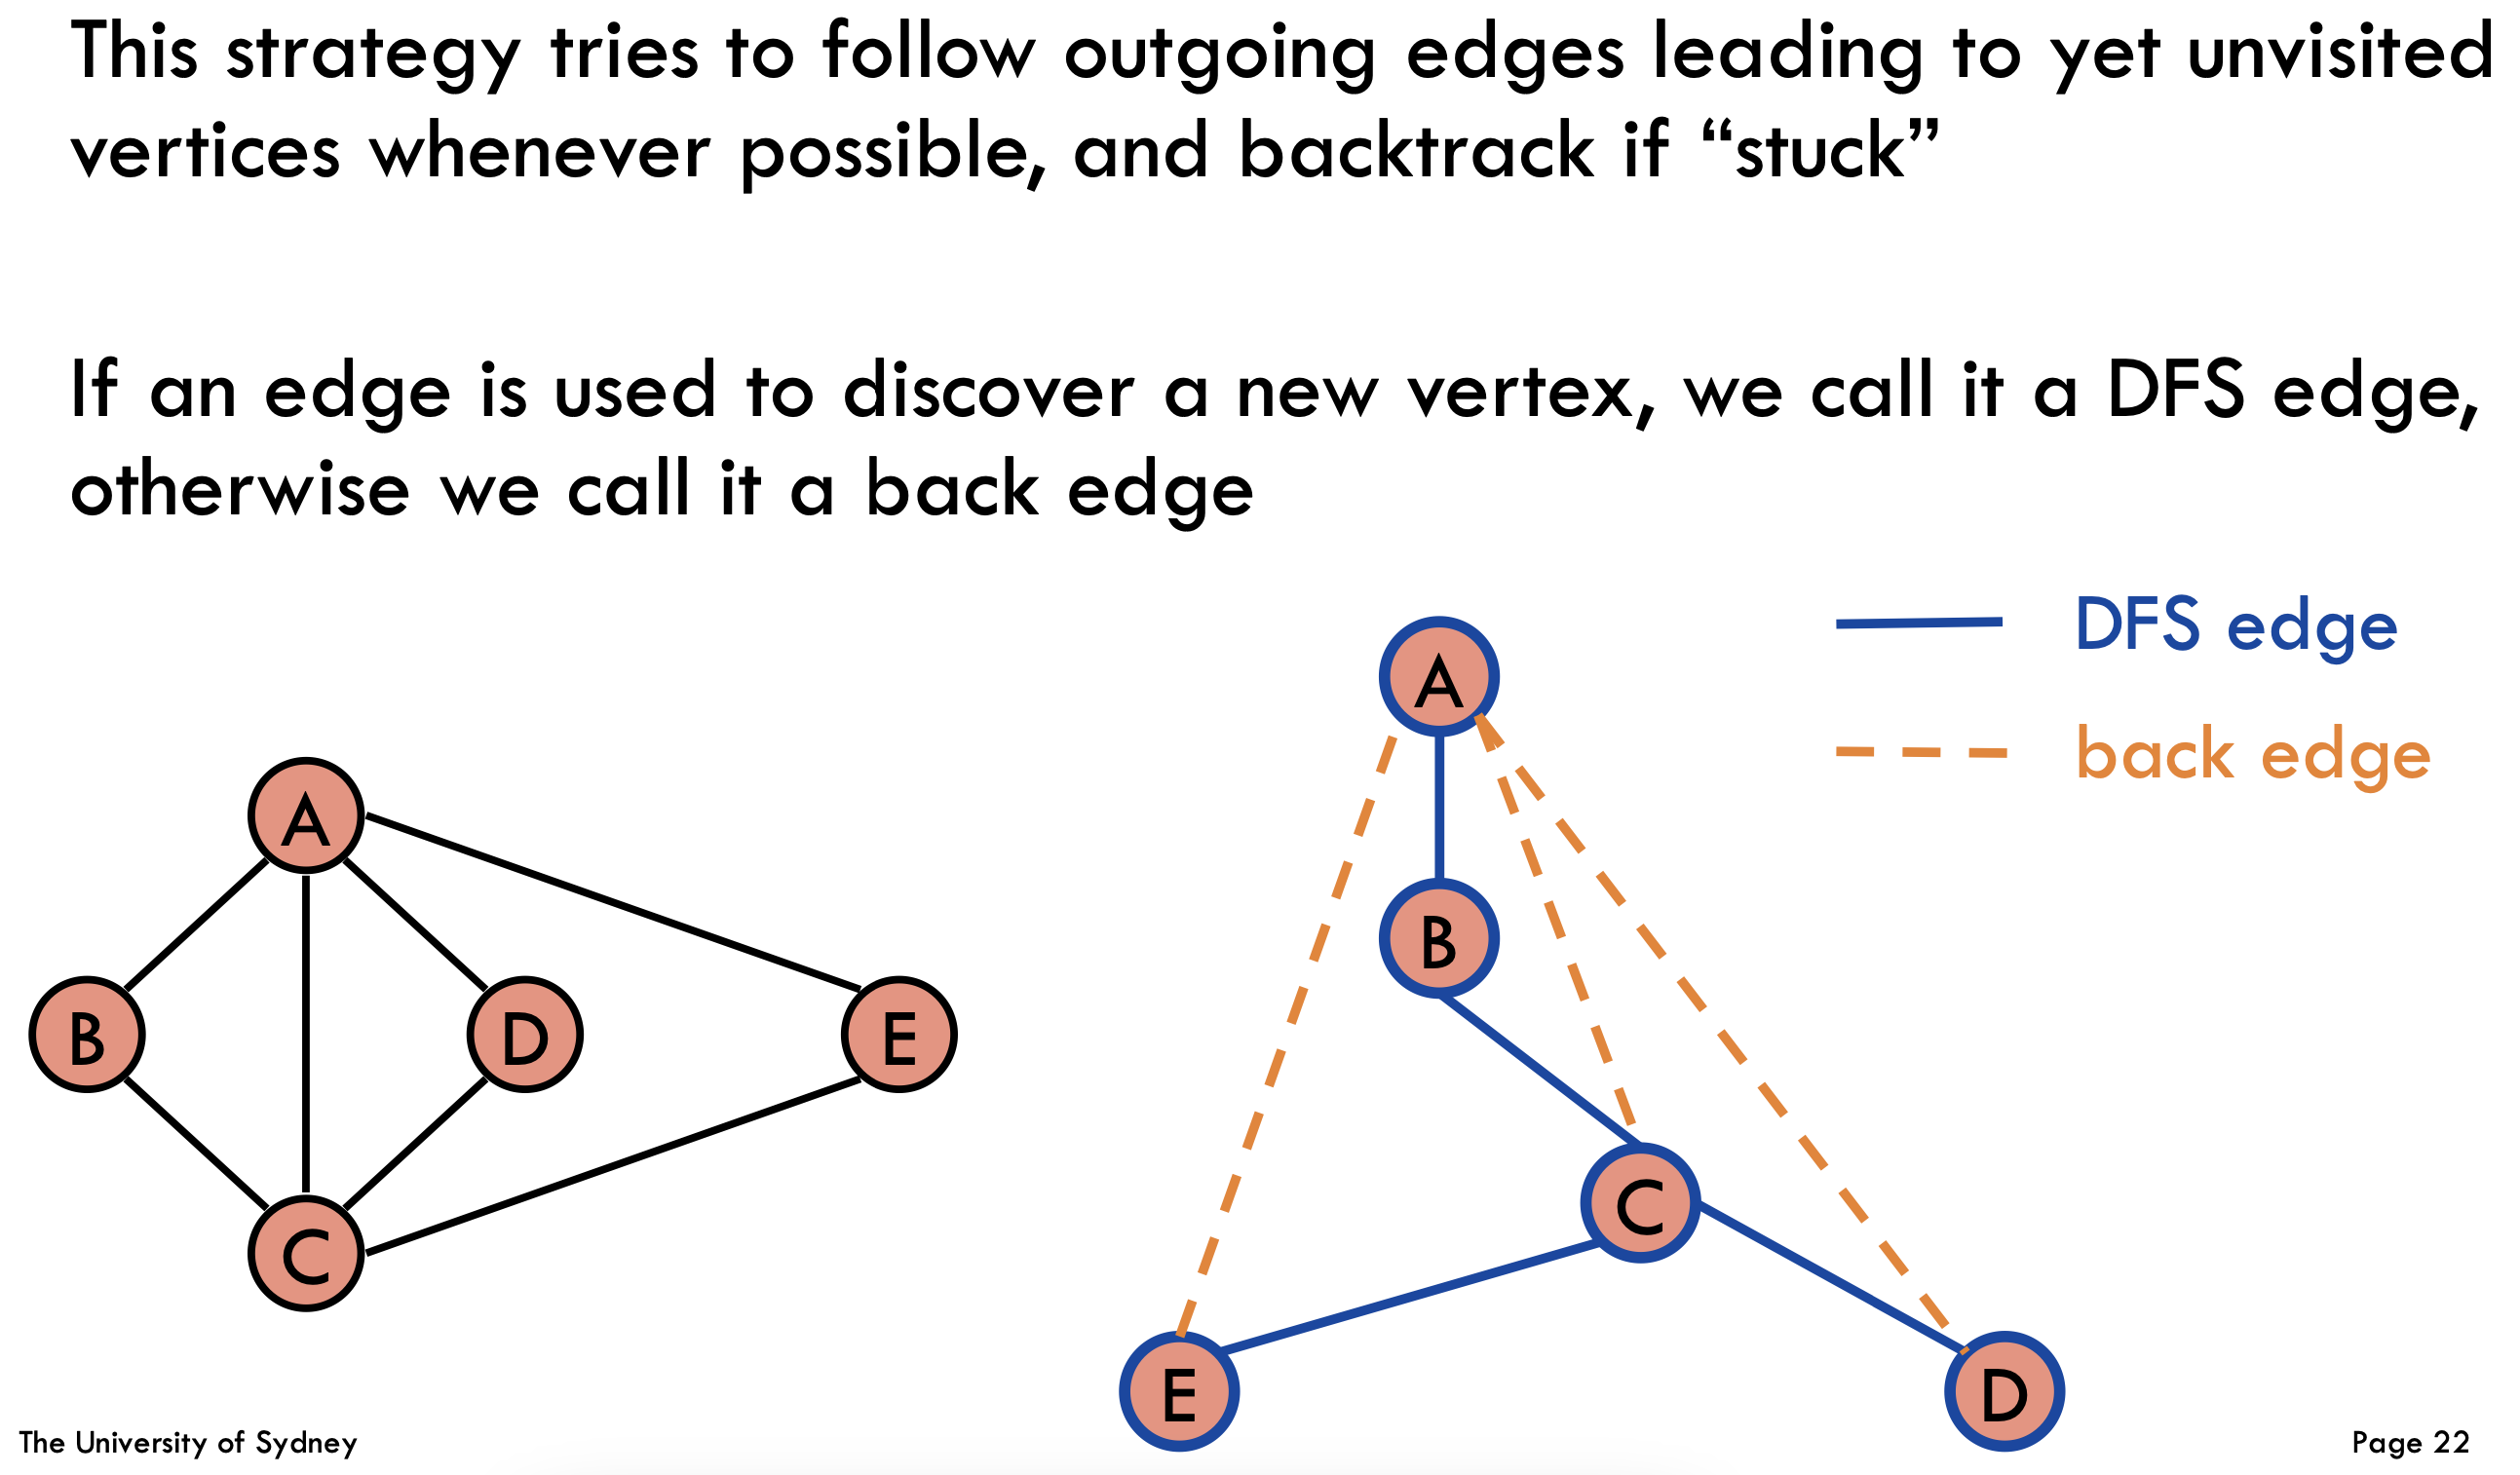 This strategy tries to follow outgoing edges leading to yet unvisited
vertices whenever possible, and backtrack if “stuck”
If an edge is used to discover a new vertex, we call it a DFS edge,
otherwise we call it a back edge
DFS edge
back edge
A
B
D
E
C
A
B
C
E
D
The University of Sydney
Page 22